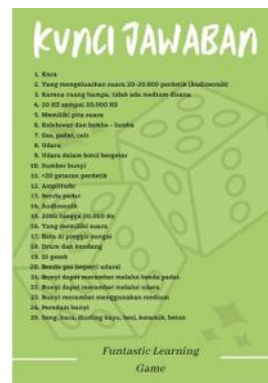 KUNCI JAWABAN
1. Kaca
2. Yang mengeluarkan suara 20-20.000 perdetik (Audiosonik)
3. Karena ruang hampa, tidak ada medium disana
4. 20 HZ sampai 20.000 HZ
5. Memiliki pita suara
6. Kelelawar dan lumba - lumba
7. Gas, padat, cair
8. Udara
9. Udara dalam botol bergetar
10. Sumber bunyi
11. <20 getaran perdetik
12. Amplitudo
13. Benda padat
14. Audiosonik
15. 20Hz hingga 20.000 Hz
16. Yang memiliki suara
17. Batu di pinggir sungai
18. Drum dan kendang
19. Di gesek
20. Benda gas (seperti udara)
21. Bunyi dapat merambat melalui benda padat.
22. Bunyi dapat merambat melalui udara
23. Bunyi merambat menggunakan medium
24. Peredam bunyi
25. Seng, kaca, dinding kayu, besi, keramik, beton
Funtastic Learning
Game